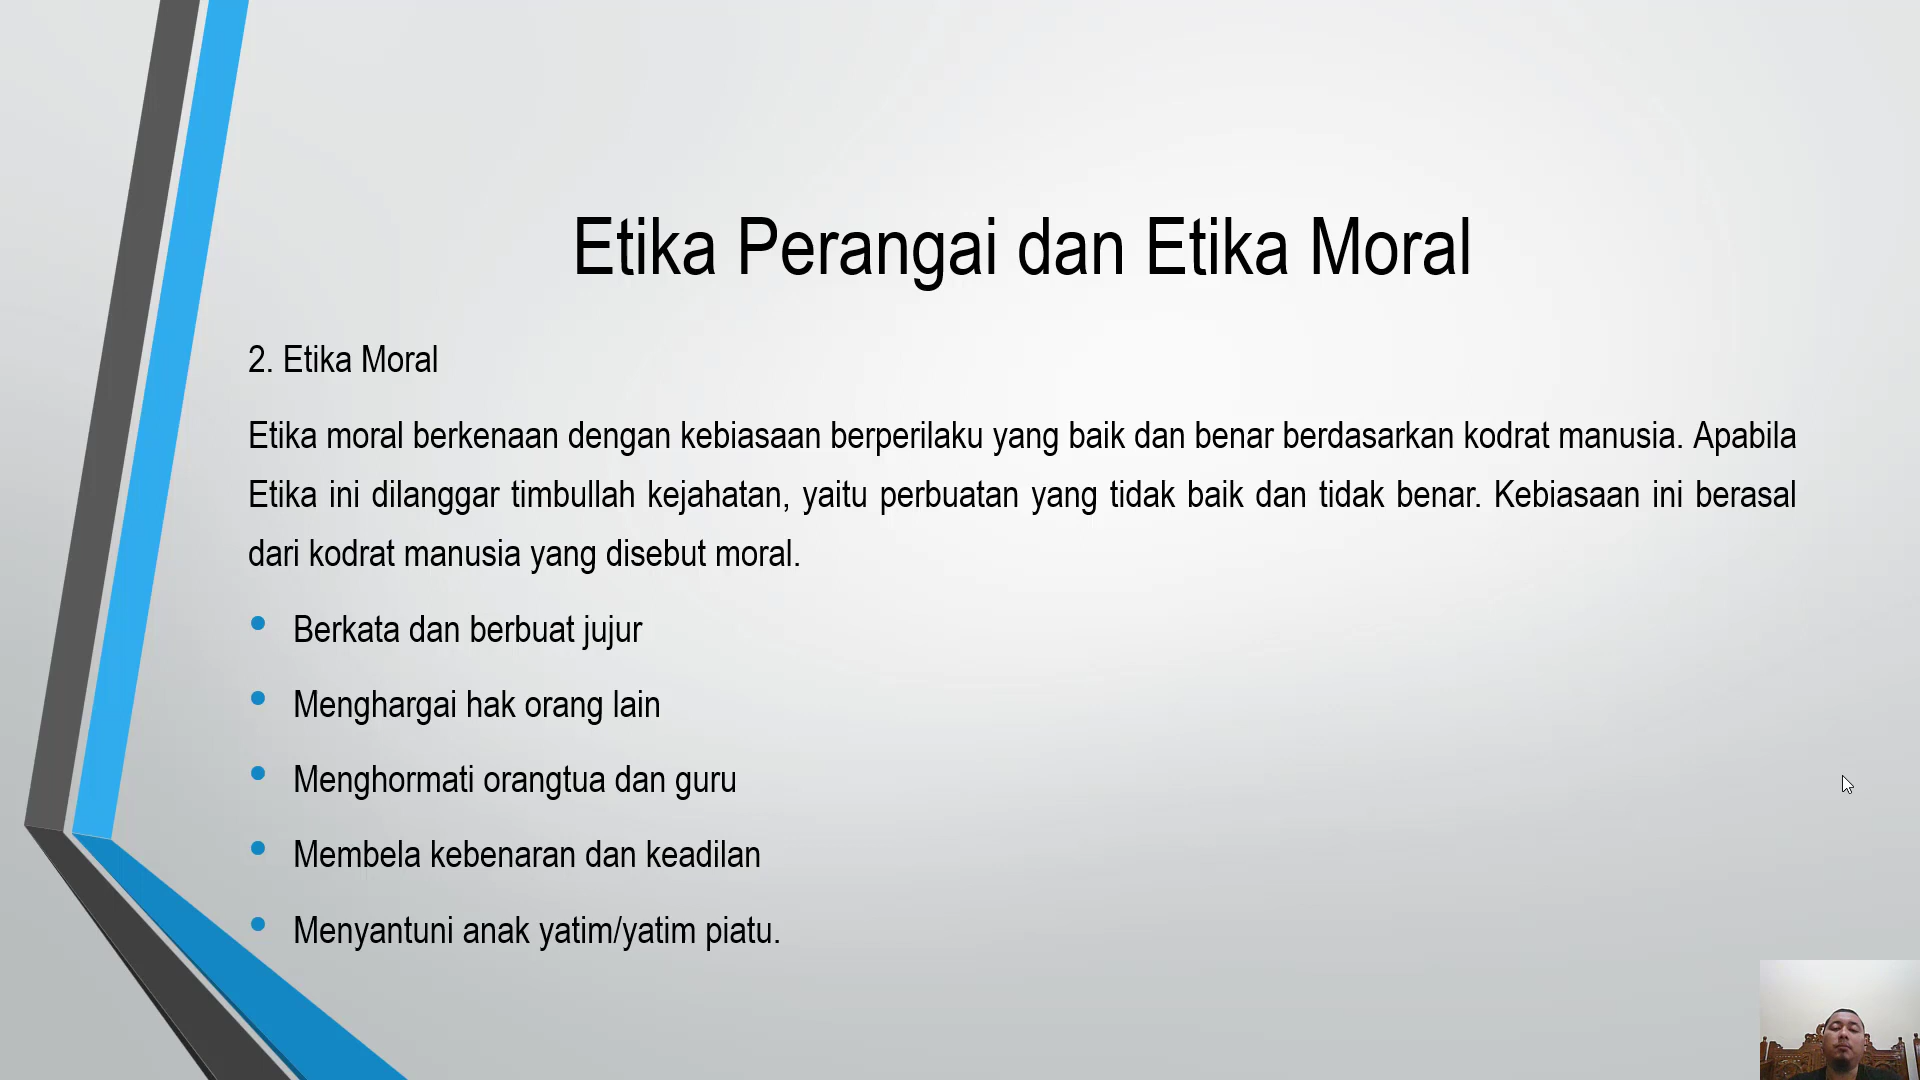 Etika Perangai dan Etika Moral
2. Etika Moral
Etika moral berkenaan dengan kebiasaan berperilaku yang baik dan benar berdasarkan kodrat manusia. Apabila
Etika ini dilanggar timbullah kejahatan, yaitu perbuatan yang tidak baik dan tidak benar. Kebiasaan ini berasal
dari kodrat manusia yang disebut moral.
• Berkata dan berbuat jujur
• Menghargai hak orang lain
• Menghormati orangtua dan guru
• Membela kebenaran dan keadilan
• Menyantuni anak yatim/yatim piatu.